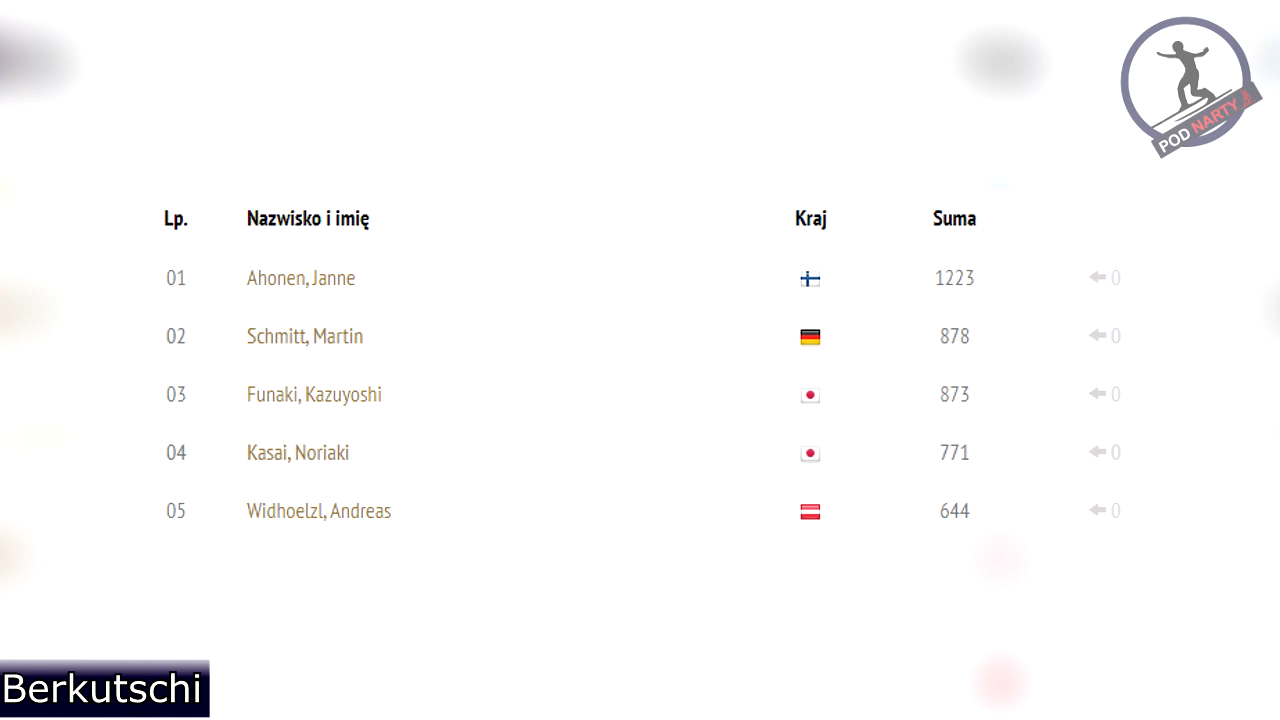 POD NARTY
Lp. Nazwisko i imię Kraj Suma
01 Ahonen, Janne 1223 0
02 Schmitt, Martin 878 0
03 Funaki, Kazuyoshi 873 0
04 Kasai, Noriaki 771 0
05 Widhoelzl, Andreas 644 0
Berkutschi